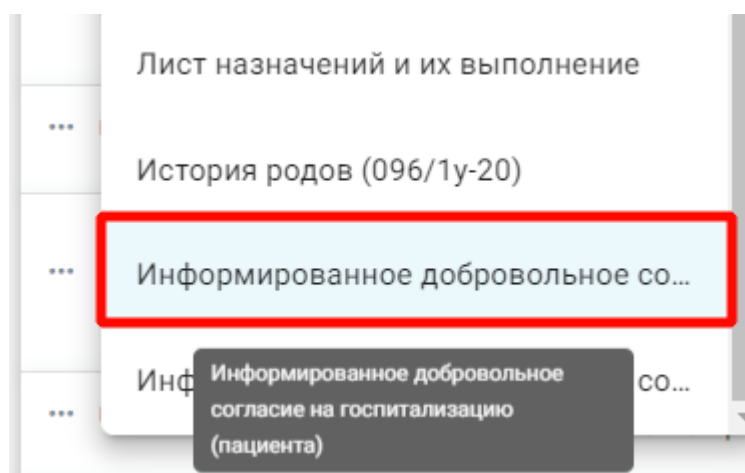 Лист назначений и их выполнение
История родов (096/1у-20)
Информированное добровольное со...
Инф
со...
Информированное добровольное
согласие на госпитализацию
(пациента)